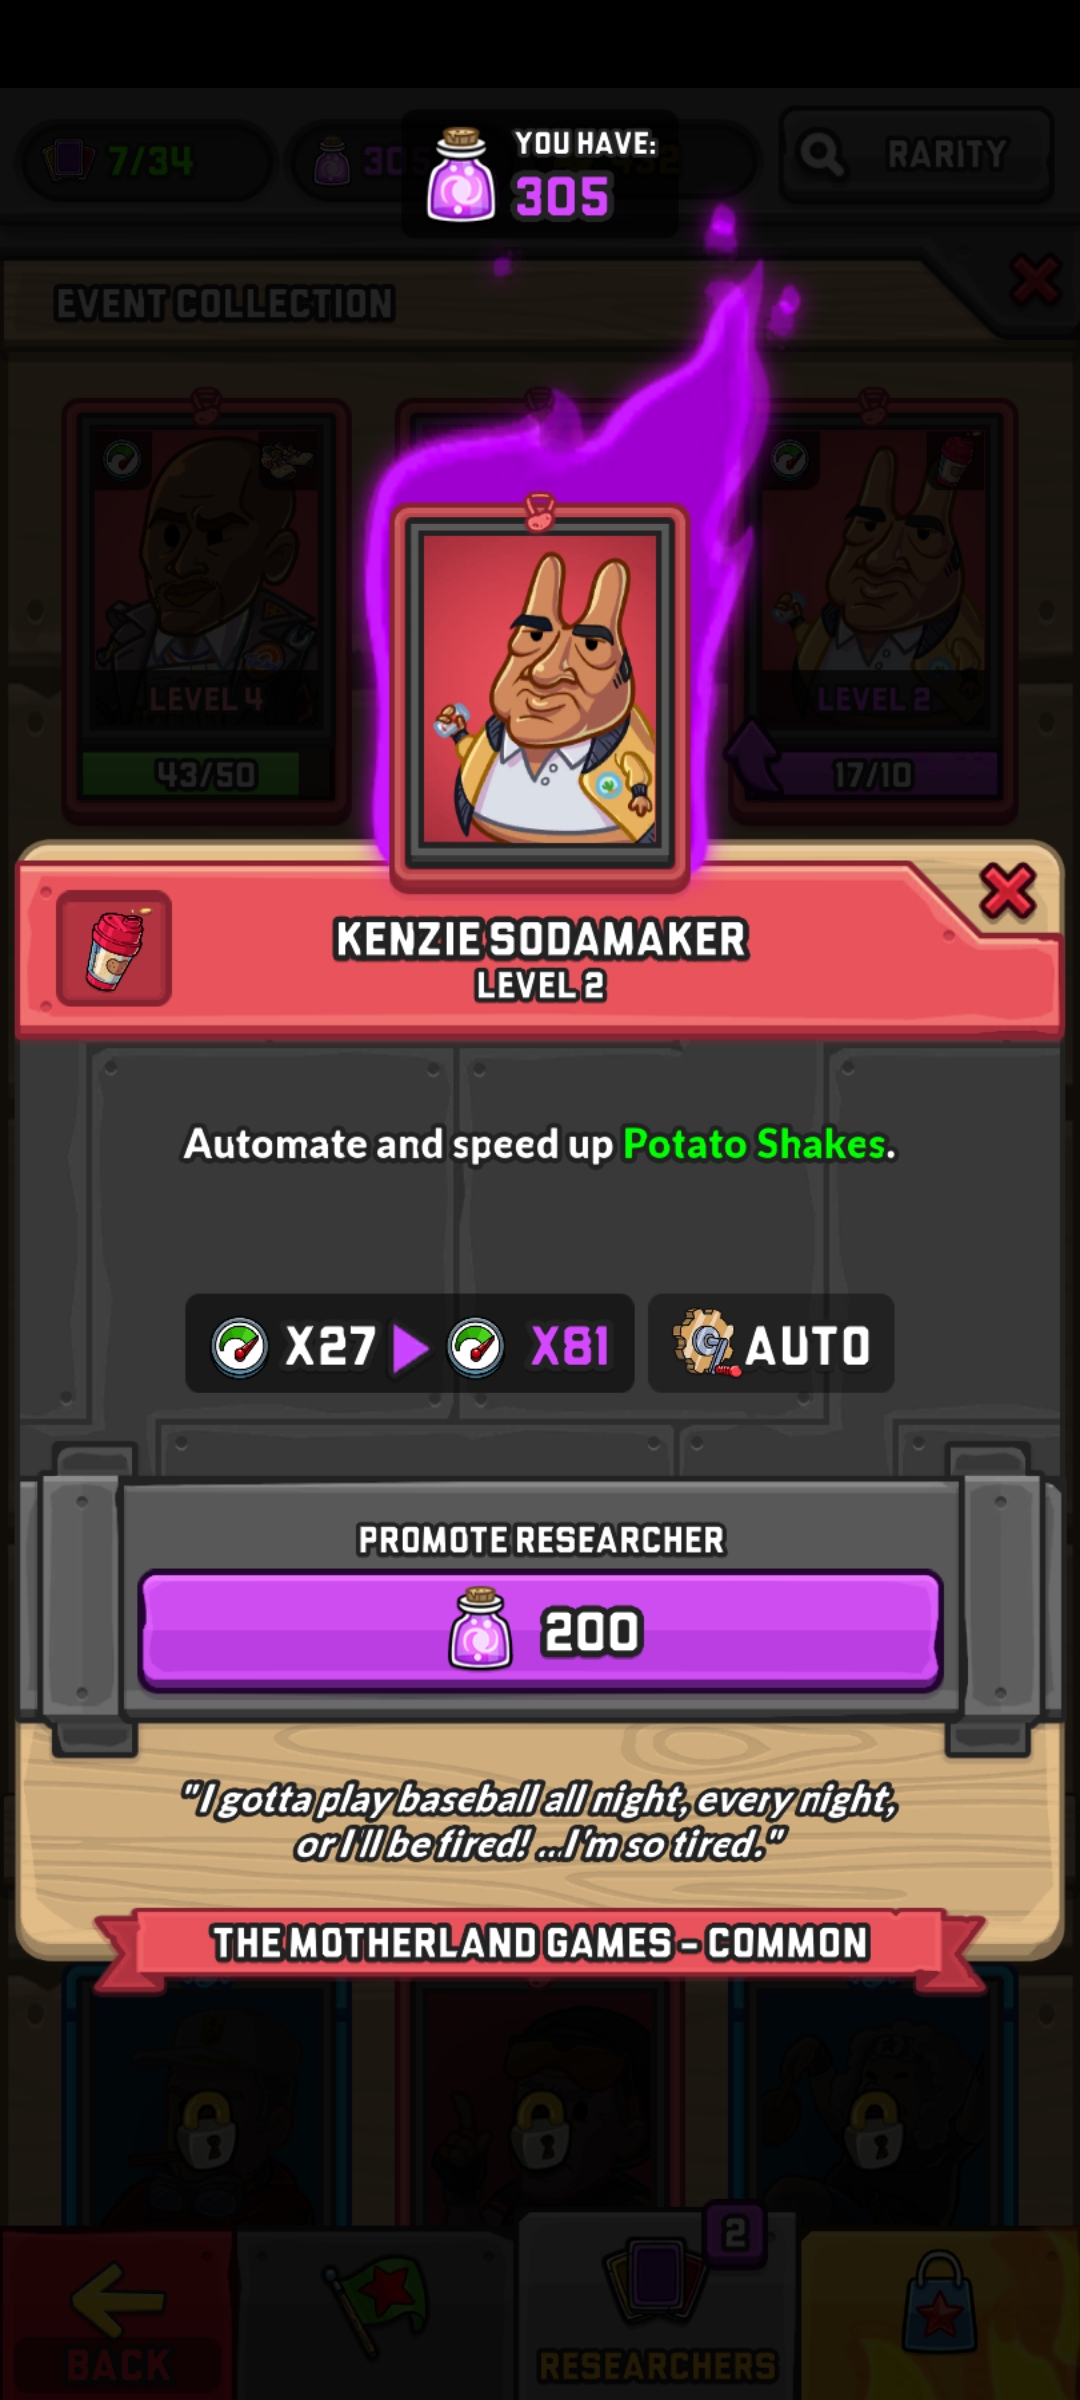 7/34
YOU HAVE:
305
RARITY
EVENT COLLECTION
LEVEL 4
43/50
LEVEL 2
17/10
KENZIE SODAMAKER
LEVEL 2
Automate and speed up Potato Shakes.
X27 X81 AUTO
PROMOTE RESEARCHER
200
"I gotta play baseball all night, every night,
or I'll be fired! ...I'm so tired."
THE MOTHERLAND GAMES - COMMON
2
BACK
RESEARCHERS